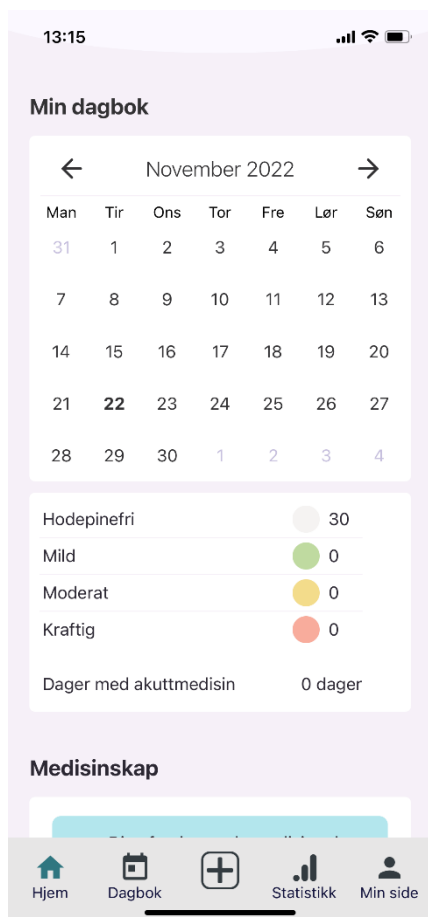 13:15
Min dagbok
November 2022
Man Tir Ons Tor Fre Lør Søn
31 1 2 3 4 5 6
7 8 9 10 11 12 13
14 15 16 17 18 19 20
21 22 23 24 25 26 27
28 29 30 1 2 3 4
Hodepinefri 30
Mild 0
Moderat 0
Kraftig 0
Dager med akuttmedisin 0 dager
Medisinskap
Hjem Dagbok Statistikk Min side